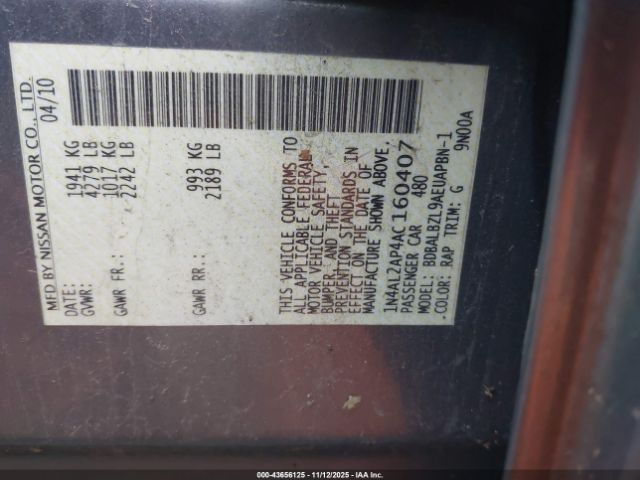 MFD BY NISSAN MOTOR CO., LTD.
DATE: 04/10
GVWR: 1941 KG
4279 LB
GAWR FR.: 1017 KG
2242 LB
GAWR RR.: 993 KG
2189 LB
THIS VEHICLE CONFORMS TO
ALL APPLICABLE FEDERAL
MOTOR VEHICLE SAFETY,
BUMPER, AND THEFT
PREVENTION STANDARDS IN
EFFECT ON THE DATE OF
MANUFACTURE SHOWN ABOVE.
1N4AL2AP4AC160407
PASSENGER CAR 480
MODEL: BDBALBZL9AEUAPBN-1
COLOR: RAP TRIM: G 9N00A
000-43656125 - 11/12/2025 - IAA Inc.